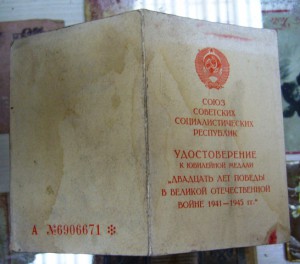 СОЮЗ
СОВЕТСКИХ
СОЦИАЛИСТИЧЕСКИХ
РЕСПУБЛИК
УДОСТОВЕРЕНИЕ
К ЮБИЛЕЙНОЙ МЕДАЛИ
„ДВАДЦАТЬ ЛЕТ ПОБЕДЫ
В ВЕЛИКОЙ ОТЕЧЕСТВЕННОЙ
ВОЙНЕ 1941—1945 гг."
А №6906671 ✻